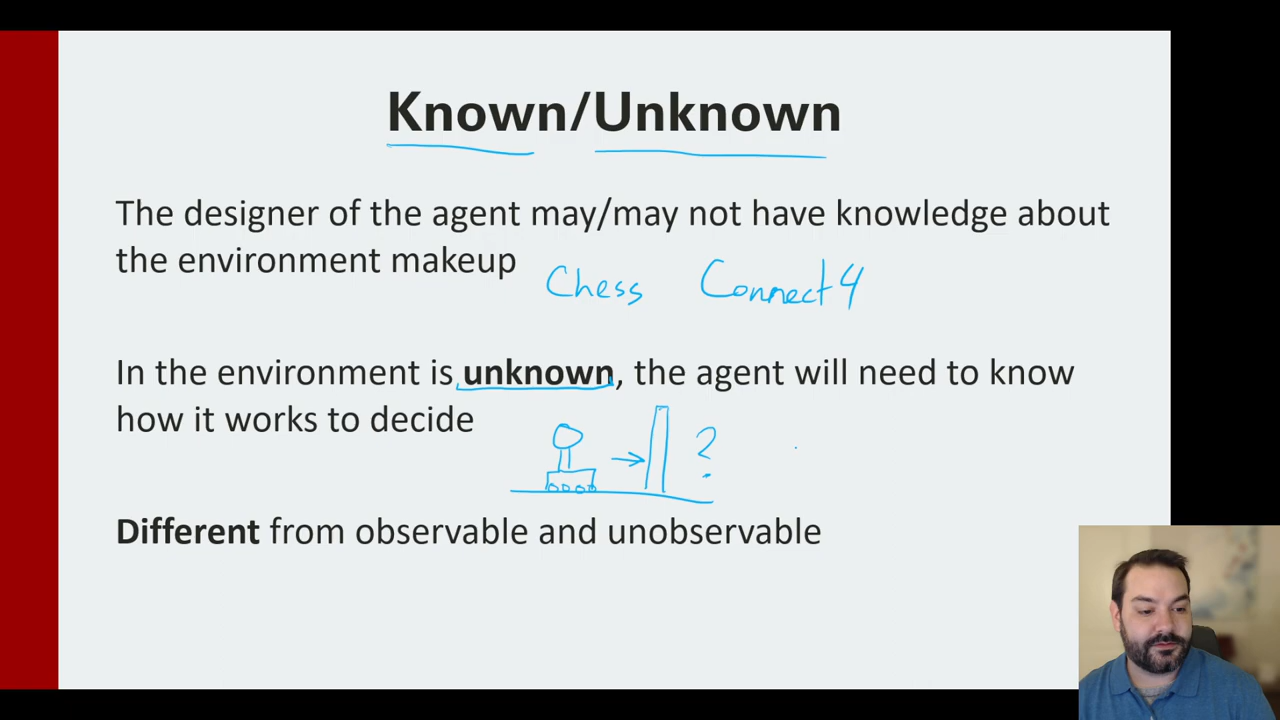 Known/Unknown
The designer of the agent may/may not have knowledge about
the environment makeup
Chess Connect 4
In the environment is unknown, the agent will need to know
how it works to decide
?
Different from observable and unobservable